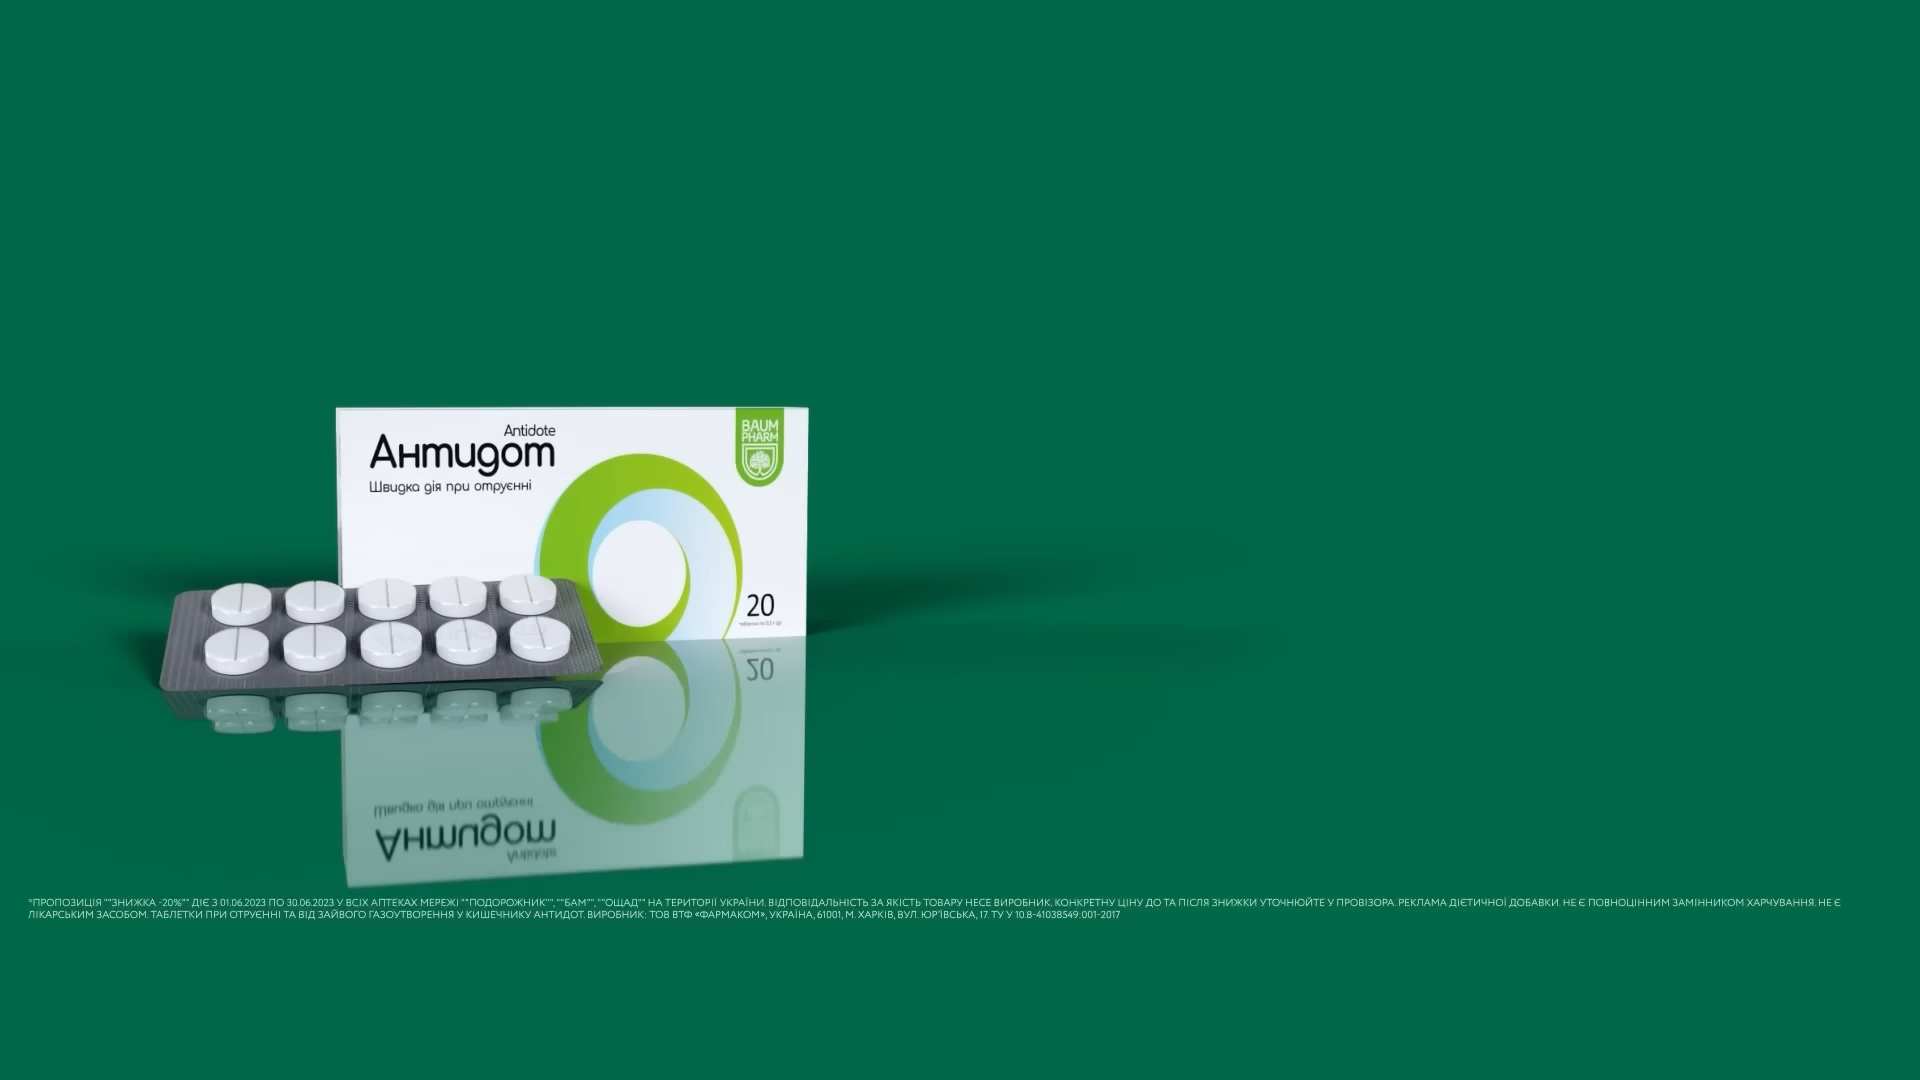 Antidote
Антидот
Швидка дія при отруєнні
BAUM
PHARM
20
таблеток по 0,5 г (g)
*ПРОПОЗИЦІЯ ""ЗНИЖКА -20%"" ДІЄ З 01.06.2023 ПО 30.06.2023 У ВСІХ АПТЕКАХ МЕРЕЖІ ""ПОДОРОЖНИК"", ""БАМ"", ""ОЩАД"" НА ТЕРИТОРІЇ УКРАЇНИ. ВІДПОВІДАЛЬНІСТЬ ЗА ЯКІСТЬ ТОВАРУ НЕСЕ ВИРОБНИК. КОНКРЕТНУ ЦІНУ ДО ТА ПІСЛЯ ЗНИЖКИ УТОЧНЮЙТЕ У ПРОВІЗОРА. РЕКЛАМА ДІЄТИЧНОЇ ДОБАВКИ. НЕ Є ПОВНОЦІННИМ ЗАМІННИКОМ ХАРЧУВАННЯ. НЕ Є
ЛІКАРСЬКИМ ЗАСОБОМ. ТАБЛЕТКИ ПРИ ОТРУЄННІ ТА ВІД ЗАЙВОГО ГАЗОУТВОРЕННЯ У КИШЕЧНИКУ АНТИДОТ. ВИРОБНИК: ТОВ ВТФ «ФАРМАКОМ», УКРАЇНА, 61001, М. ХАРКІВ, ВУЛ. ЮР'ЇВСЬКА, 17. ТУ У 10.8-41038549:001-2017